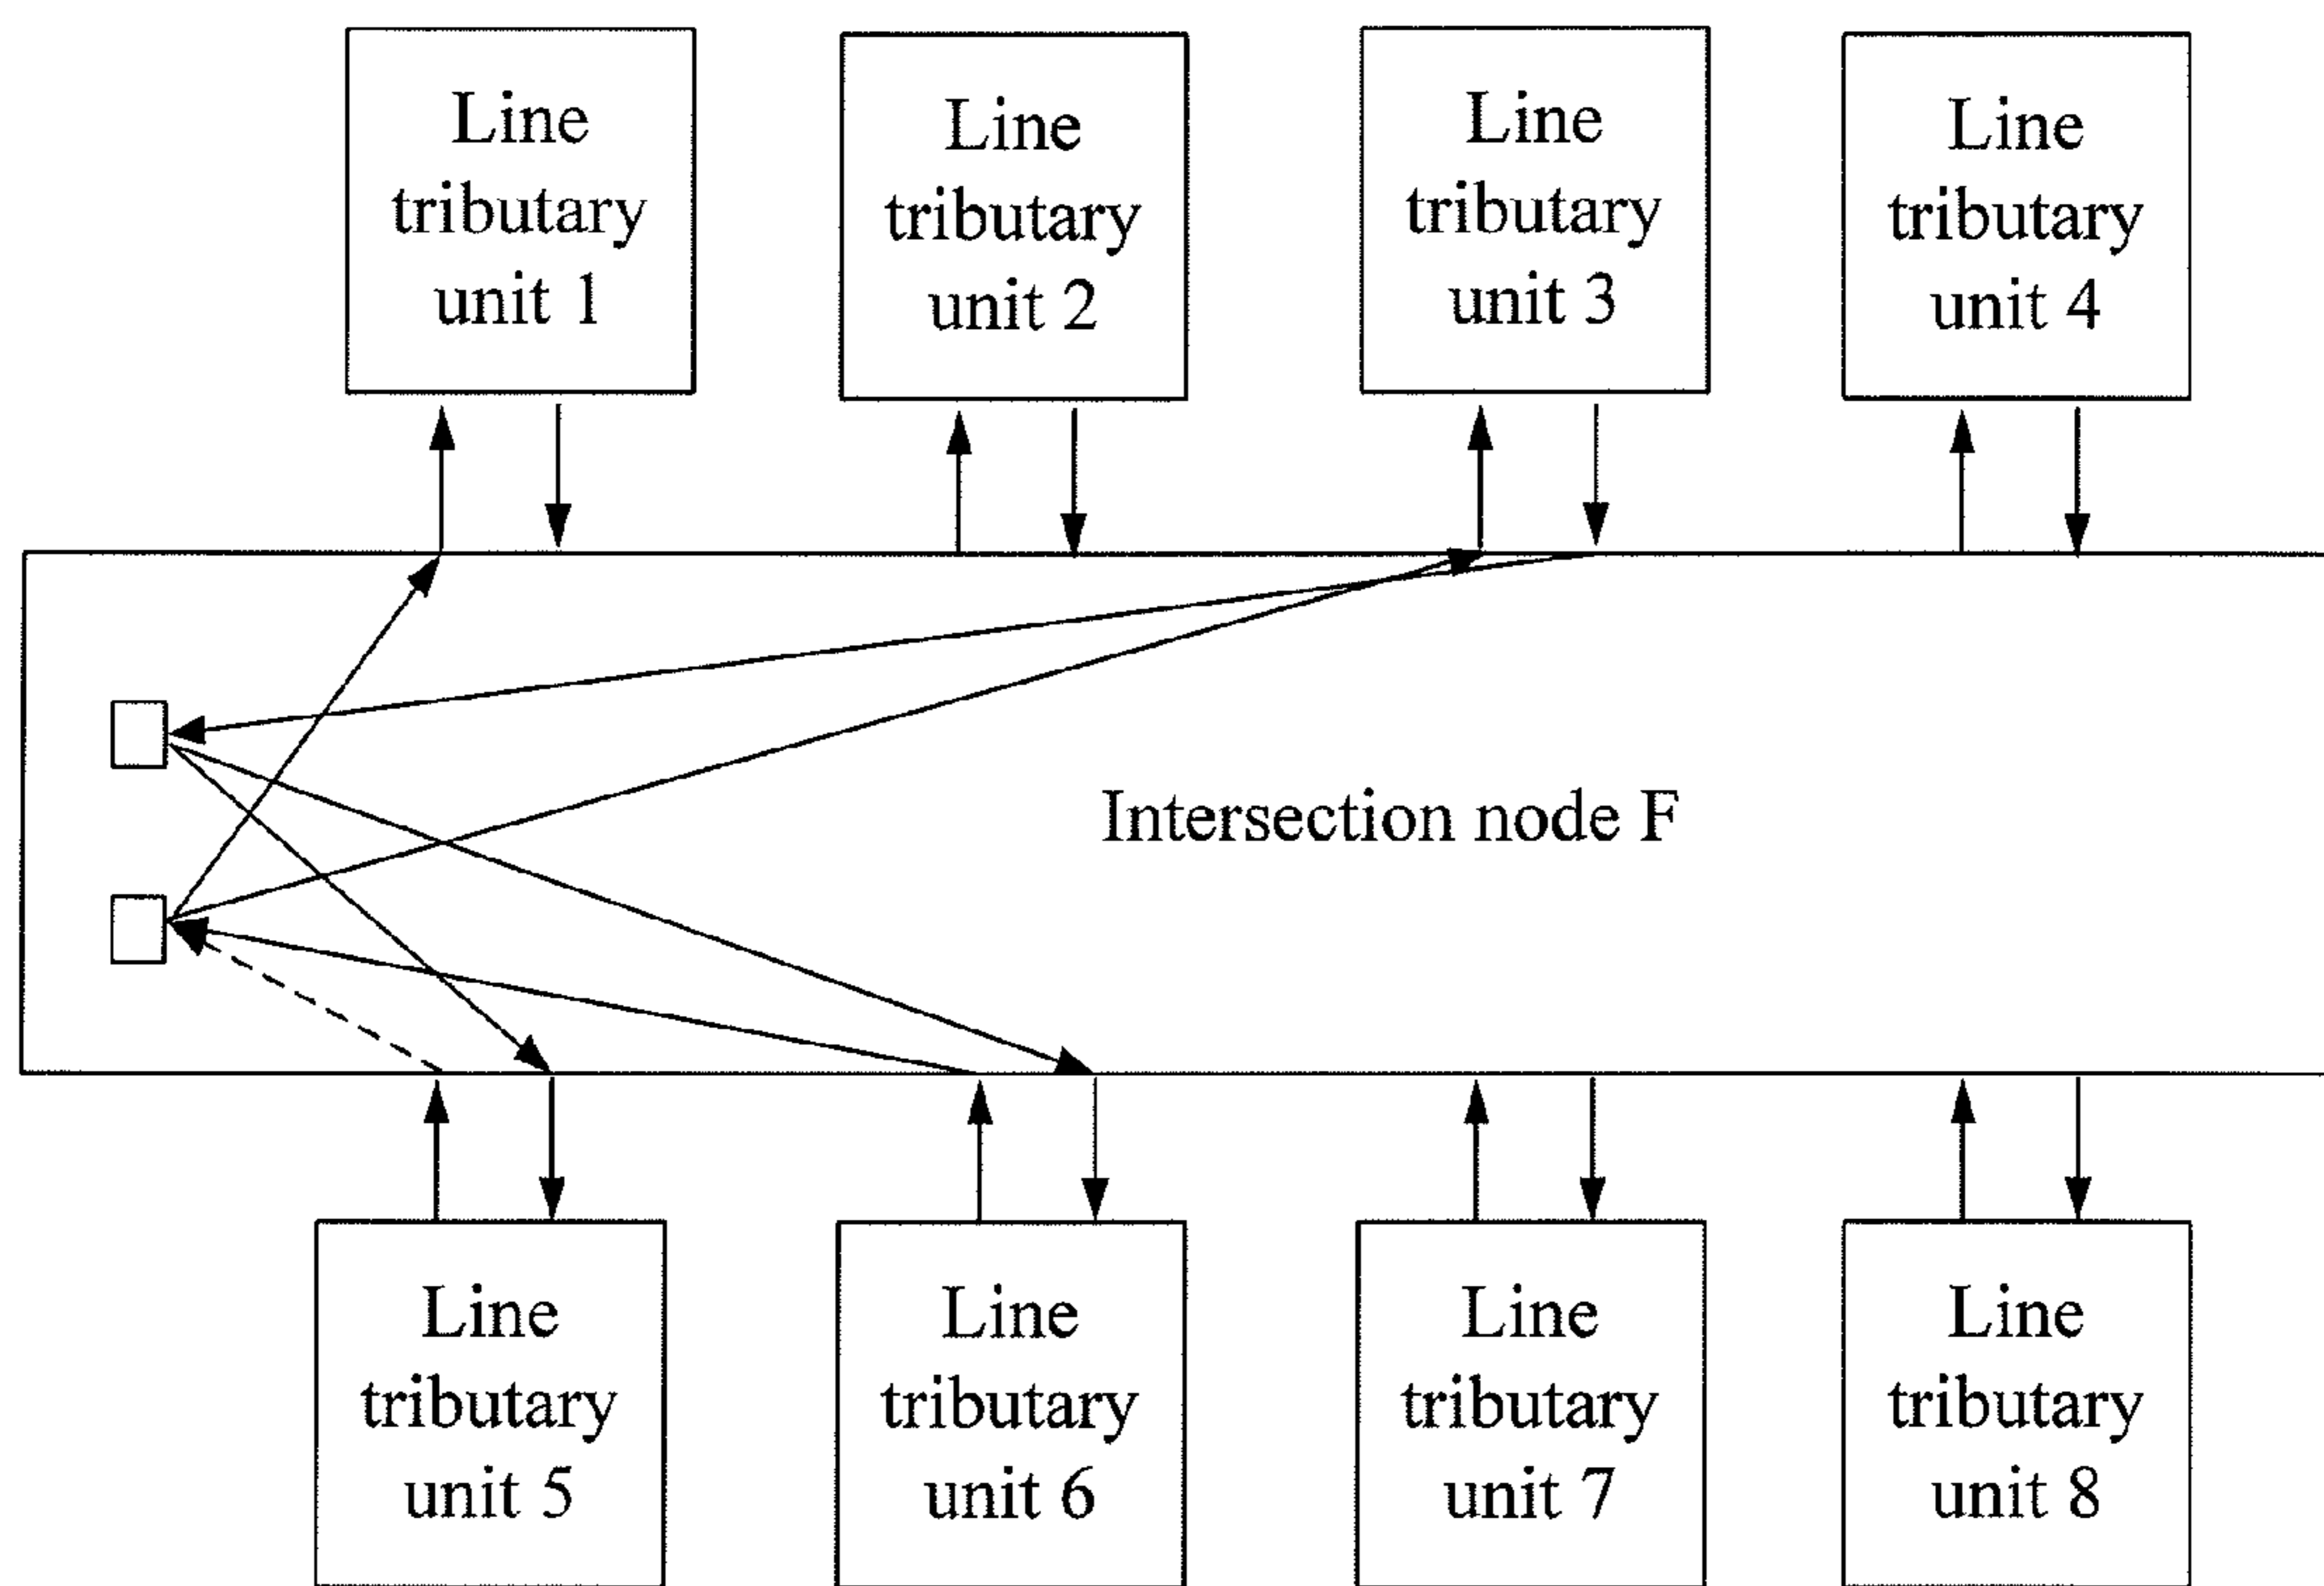 Line
tributary
unit 1
Line
tributary
unit 2
Line
tributary
unit 3
Line
tributary
unit 4
Intersection node F
Line
tributary
unit 5
Line
tributary
unit 6
Line
tributary
unit 7
Line
tributary
unit 8